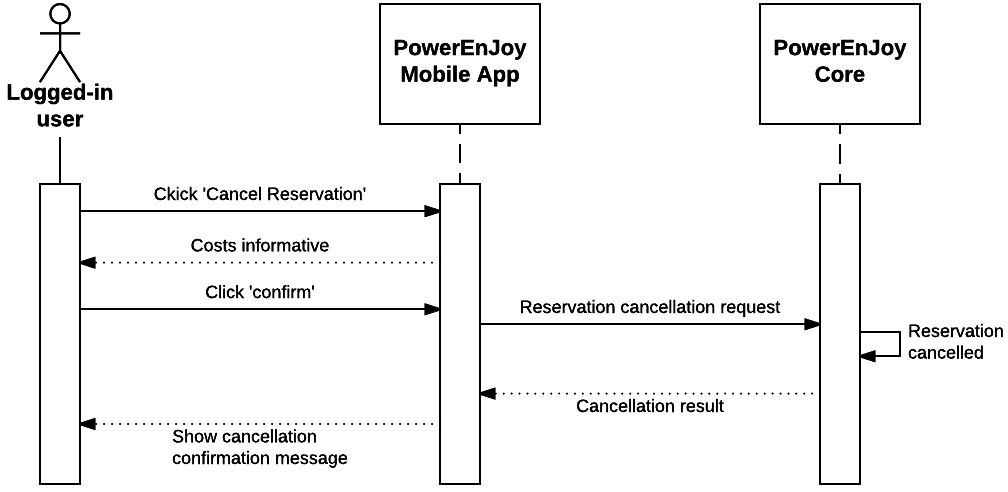 PowerEnJoy
Mobile App
PowerEnJoy
Core
Logged-in
user
Ckick 'Cancel Reservation'
Costs informative
Click 'confirm'
Reservation cancellation request
Reservation
cancelled
Cancellation result
Show cancellation
confirmation message